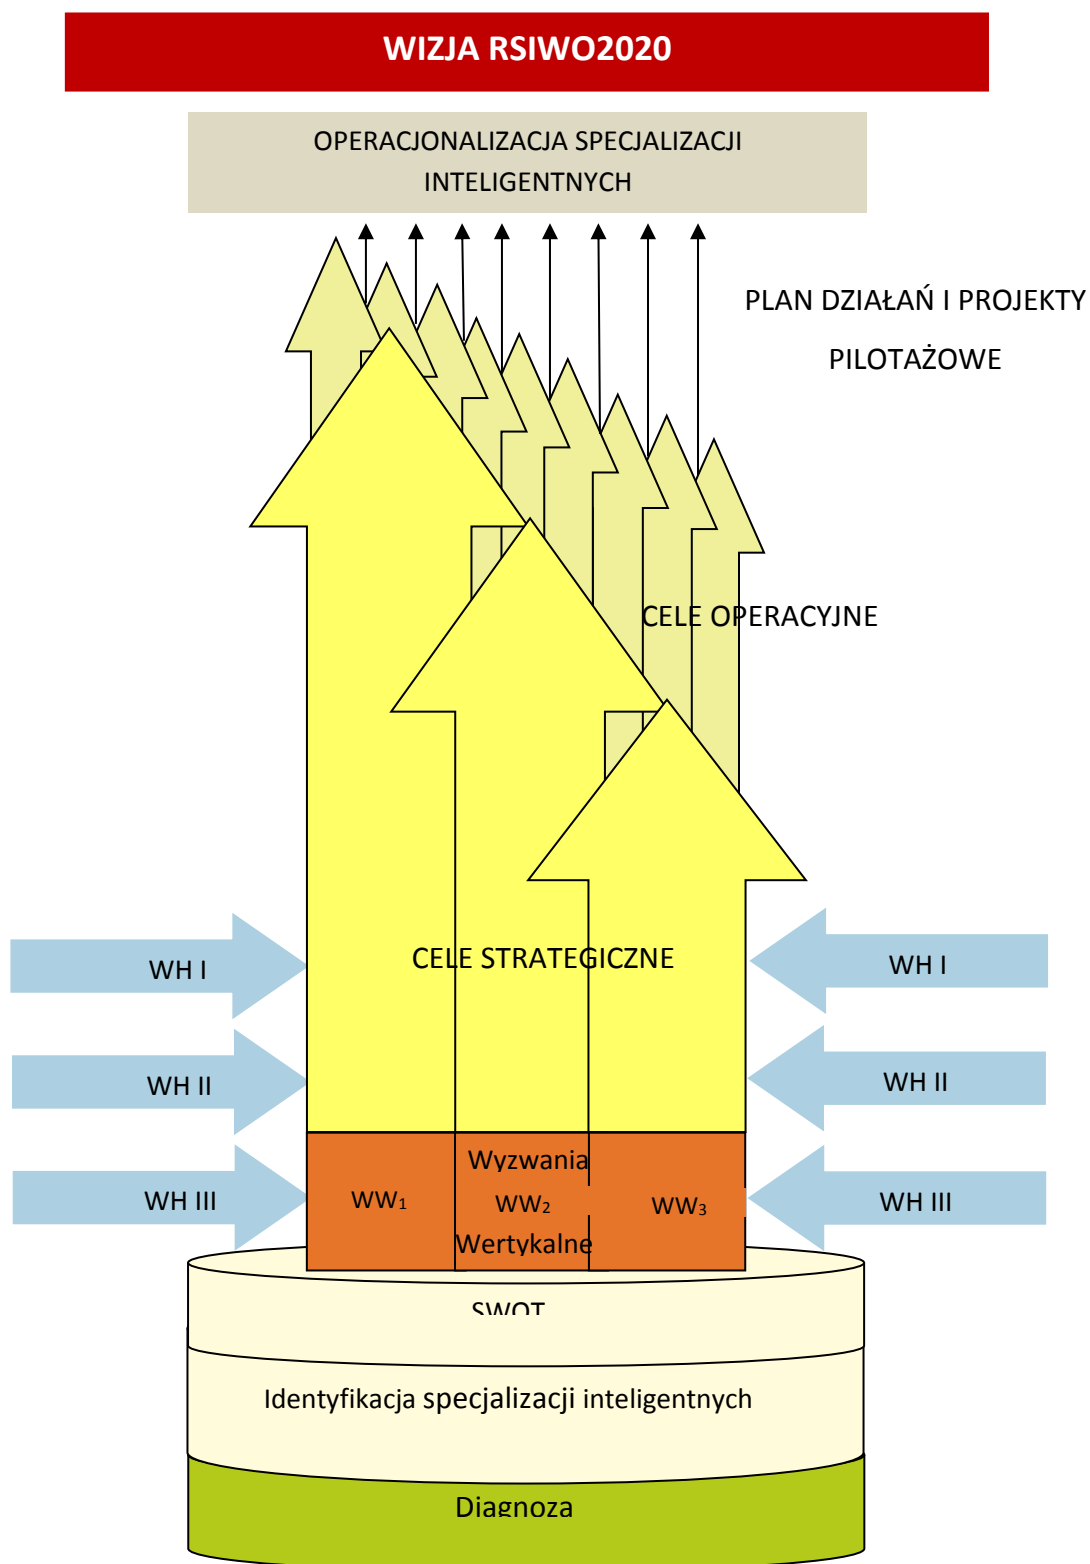 WIZJA RSIWO2020
OPERACJONALIZACJA SPECJALIZACJI
INTELIGENTNYCH
PLAN DZIAŁAŃ I PROJEKTY
PILOTAŻOWE
CELE OPERACYJNE
CELE STRATEGICZNE
WH I
WH I
WH II
WH II
Wyzwania
WH III
WW₁
WW₂
WW₃
WH III
Wertykalne
SWOT
Identyfikacja specjalizacji inteligentnych
Diagnoza